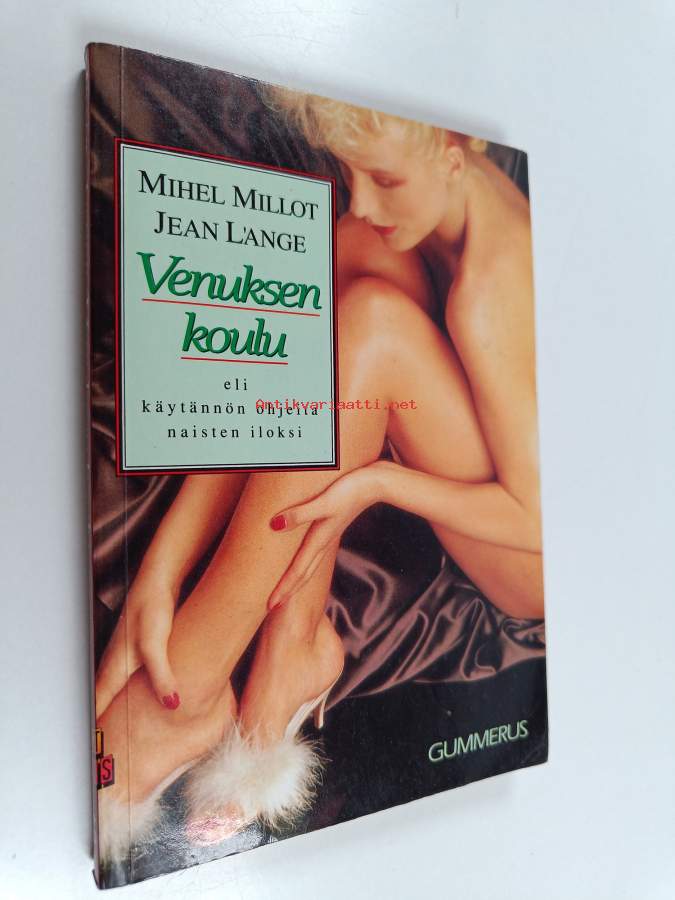 MIHEL MILLOT
JEAN L'ANGE
Venuksen
koulu
eli
käytännön ohjeita
naisten iloksi
Antikvariaatti.net
GUMMERUS